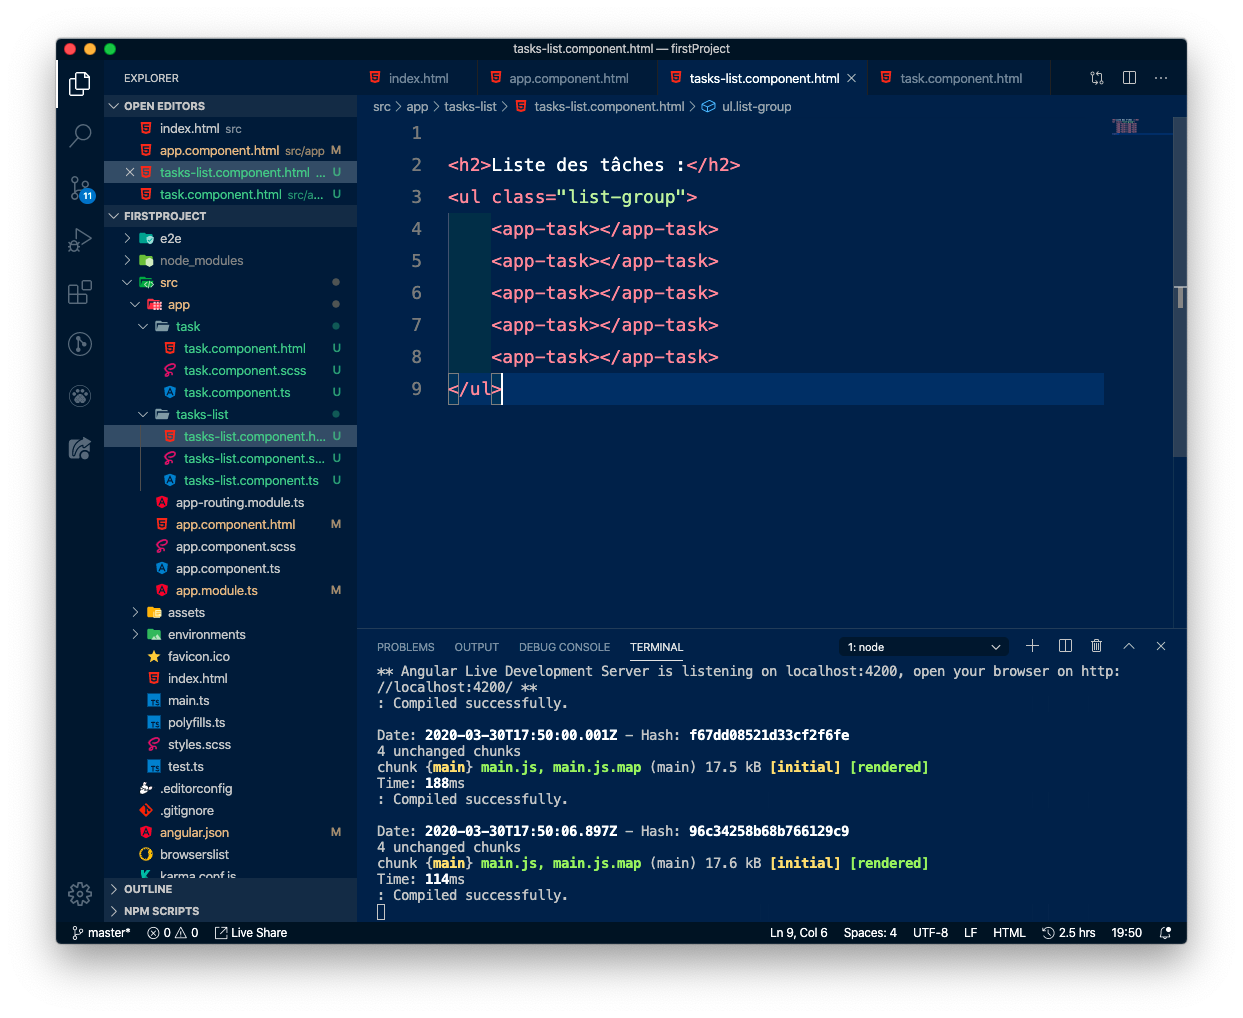 tasks-list.component.html — firstProject
EXPLORER
OPEN EDITORS
index.html src
app.component.html src/app M
tasks-list.component.html ... U
task.component.html src/a... U
FIRSTPROJECT
e2e
node_modules
src
app
task
task.component.html U
task.component.scss U
task.component.ts U
tasks-list
tasks-list.component.h... U
tasks-list.component.s... U
tasks-list.component.ts U
app-routing.module.ts
app.component.html M
app.component.scss
app.component.ts
app.module.ts M
assets
environments
favicon.ico
index.html
main.ts
polyfills.ts
styles.scss
test.ts
.editorconfig
.gitignore
angular.json M
browserslist
karma.conf.js
OUTLINE
NPM SCRIPTS
11
index.html
app.component.html
tasks-list.component.html
task.component.html
src > app > tasks-list > tasks-list.component.html > ul.list-group
1
2 <h2>Liste des tâches :</h2>
3 <ul class="list-group">
4 <app-task></app-task>
5 <app-task></app-task>
6 <app-task></app-task>
7 <app-task></app-task>
8 <app-task></app-task>
9 </ul>
PROBLEMS OUTPUT DEBUG CONSOLE TERMINAL 1: node
** Angular Live Development Server is listening on localhost:4200, open your browser on http:
//localhost:4200/ **
: Compiled successfully.
Date: 2020-03-30T17:50:00.001Z - Hash: f67dd08521d33cf2f6fe
4 unchanged chunks
chunk {main} main.js, main.js.map (main) 17.5 kB [initial] [rendered]
Time: 188ms
: Compiled successfully.
Date: 2020-03-30T17:50:06.897Z - Hash: 96c34258b68b766129c9
4 unchanged chunks
chunk {main} main.js, main.js.map (main) 17.6 kB [initial] [rendered]
Time: 114ms
: Compiled successfully.
master* 0 0 Live Share Ln 9, Col 6 Spaces: 4 UTF-8 LF HTML 2.5 hrs 19:50